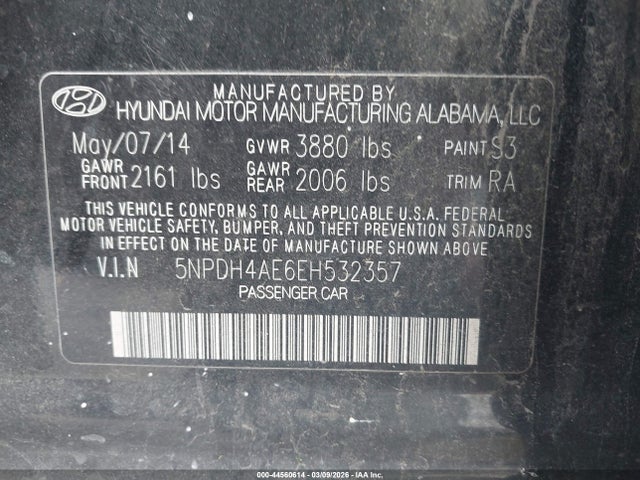 MANUFACTURED BY
HYUNDAI MOTOR MANUFACTURING ALABAMA, LLC
May/07/14 GVWR 3880 lbs PAINT S3
GAWR FRONT 2161 lbs GAWR REAR 2006 lbs TRIM RA
THIS VEHICLE CONFORMS TO ALL APPLICABLE U.S.A. FEDERAL
MOTOR VEHICLE SAFETY, BUMPER, AND THEFT PREVENTION STANDARDS
IN EFFECT ON THE DATE OF MANUFACTURE SHOWN ABOVE
V.I.N 5NPDH4AE6EH532357
PASSENGER CAR
000-44560614 - 03/09/2026 - IAA Inc.